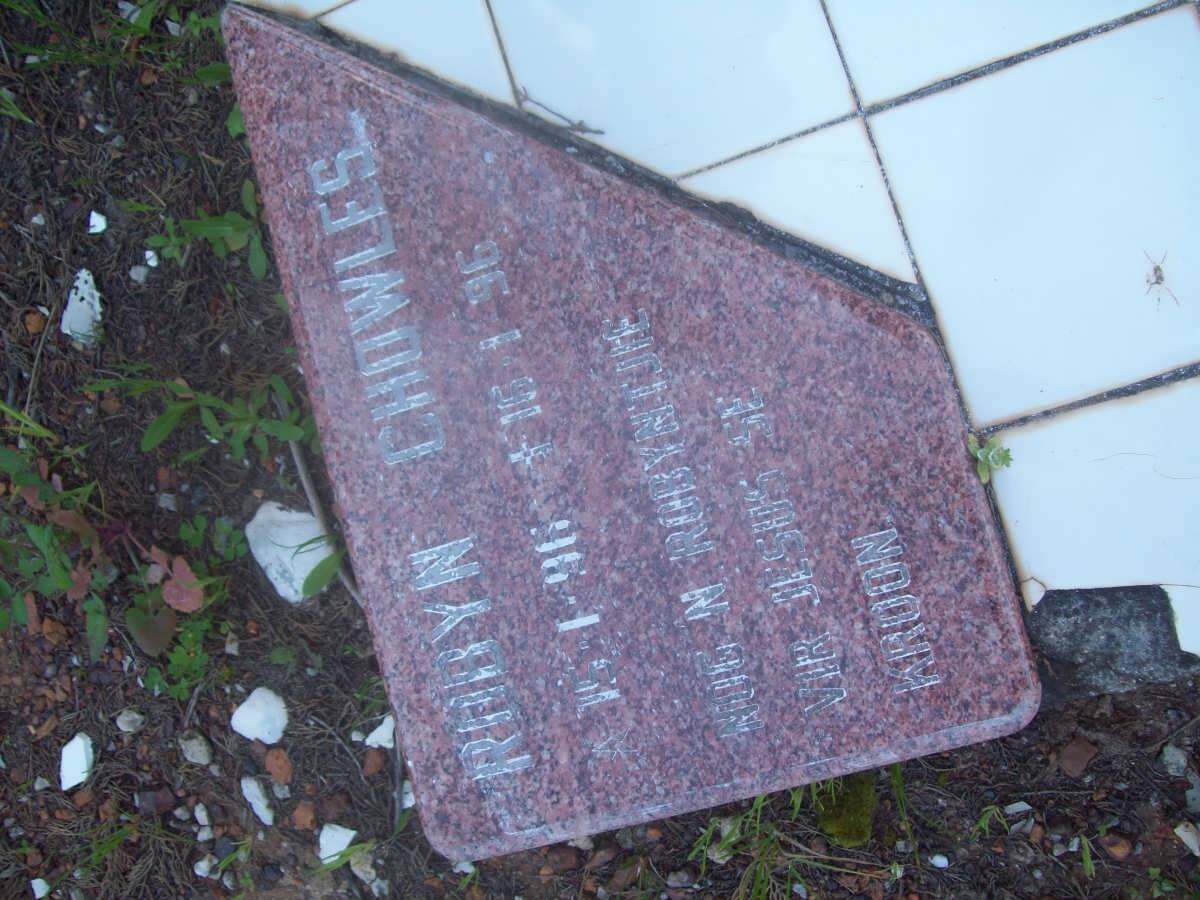 ROBYN CHOWLES
* 15·1·96 † 16·1·96
NOG 'N ROBYNTJIE
VIR JESUS SE
KROON.